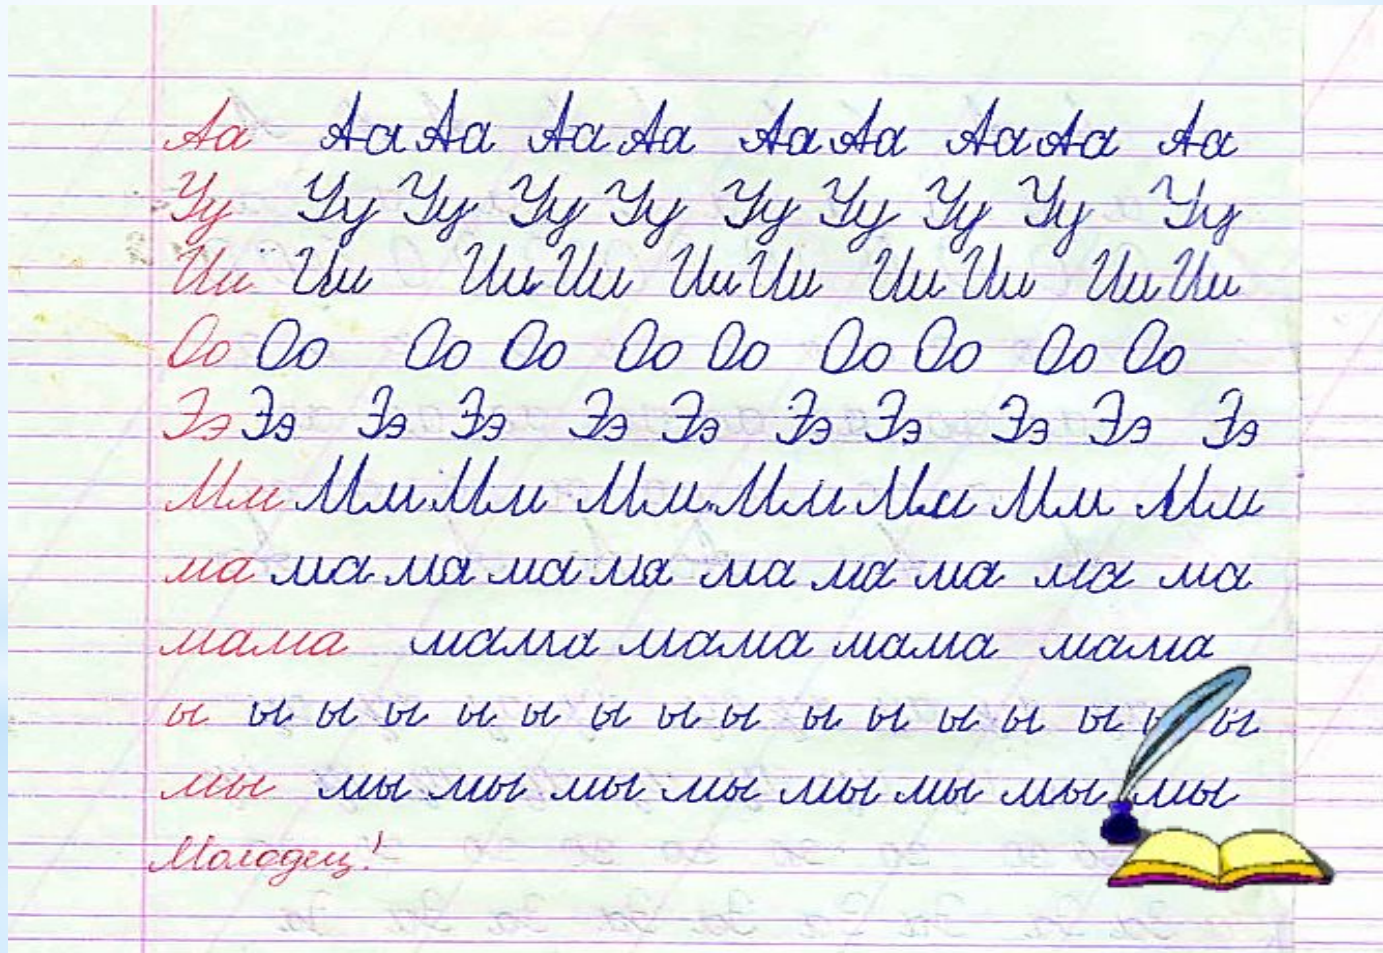 Аа Аа Аа Аа Аа Аа Аа Аа Аа Аа
Уу Уу Уу Уу Уу Уу Уу Уу Уу Уу
Ии Ии Ии Ии Ии Ии Ии Ии Ии Ии
Оо Оо Оо Оо Оо Оо Оо Оо Оо Оо
Ээ Ээ Ээ Ээ Ээ Ээ Ээ Ээ Ээ Ээ Ээ
Мм Мм Мм Мм Мм Мм Мм Мм
ма ма ма ма ма ма ма ма ма ма
мама мама мама мама мама
ы ы ы ы ы ы ы ы ы ы ы ы ы ы ы ы
мы мы мы мы мы мы мы мы мы
Молодец!